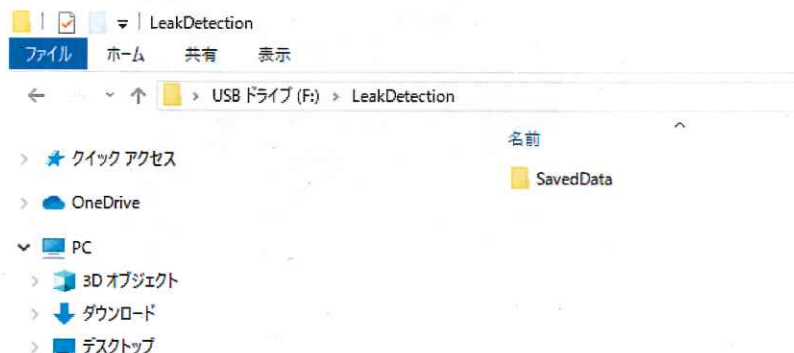 LeakDetection
ファイル ホーム 共有 表示
USB ドライブ (F:) > LeakDetection
名前
クイック アクセス
SavedData
OneDrive
PC
3D オブジェクト
ダウンロード
デスクトップ